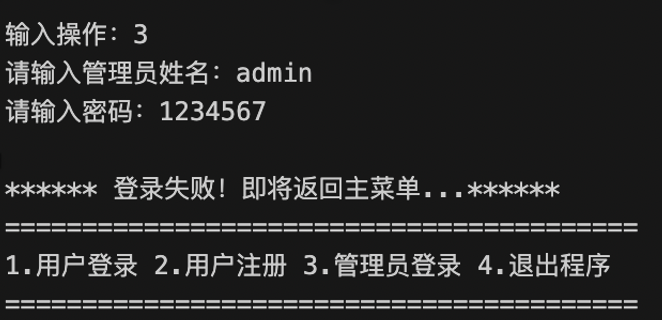 输入操作：3
请输入管理员姓名：admin
请输入密码：1234567
****** 登录失败！即将返回主菜单...******
=========================================
1.用户登录 2.用户注册 3.管理员登录 4.退出程序
=========================================